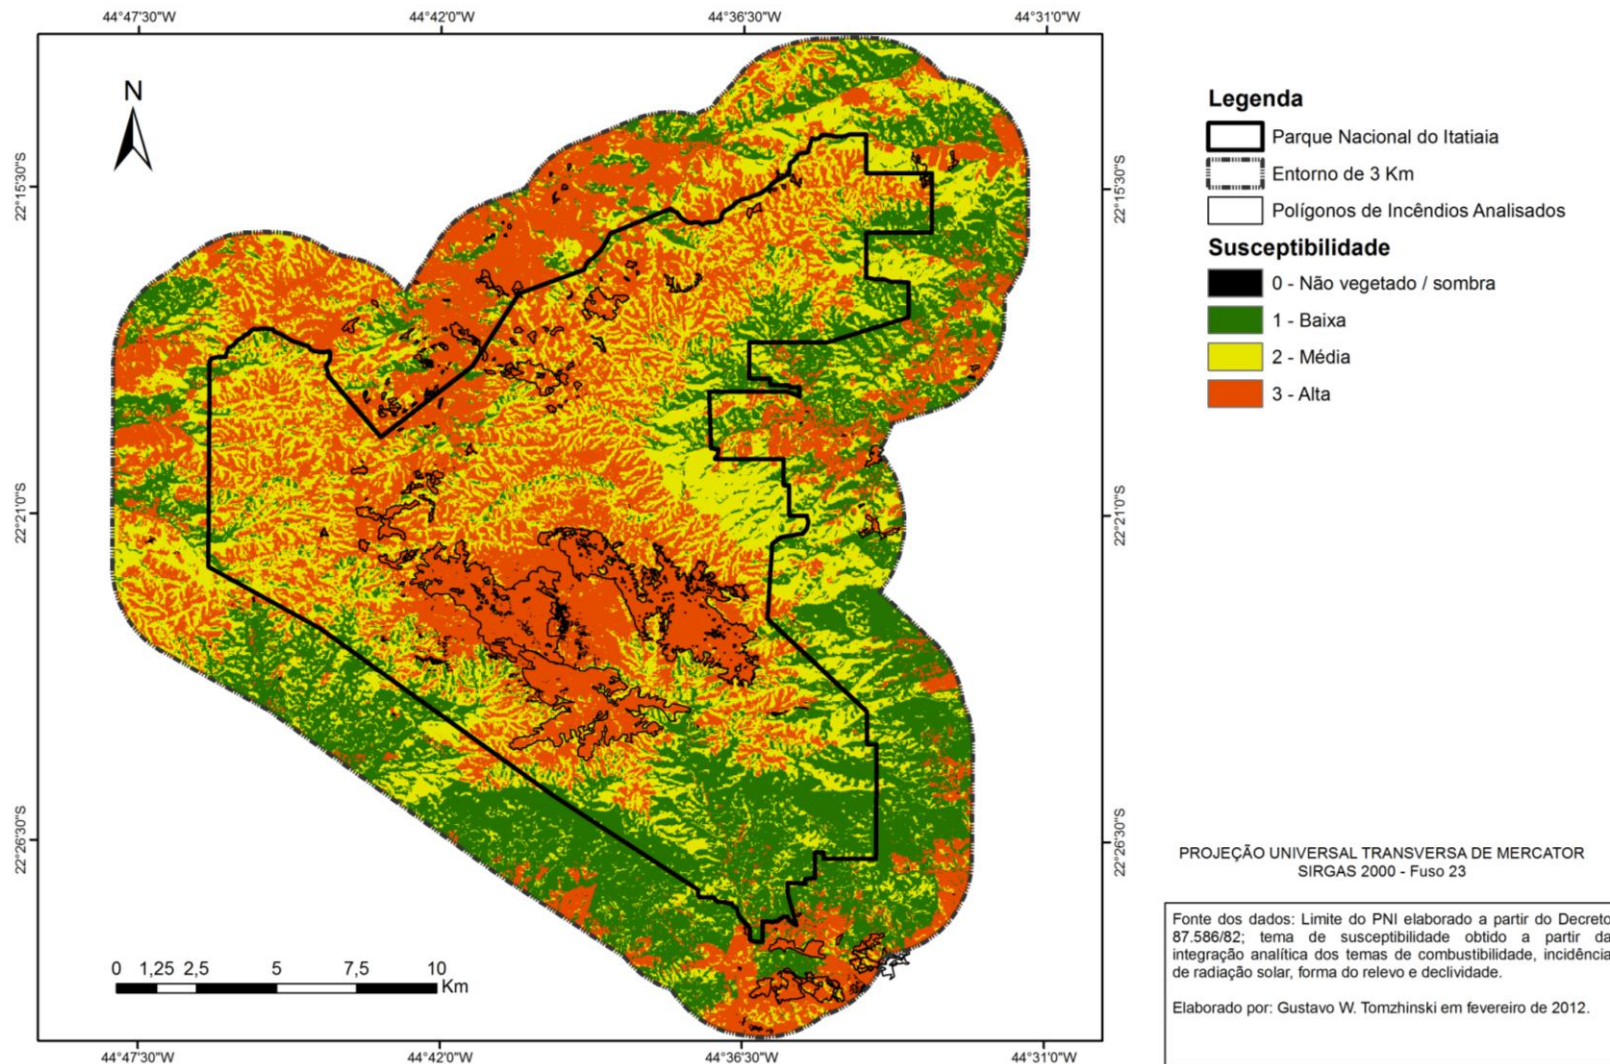 44°47'30"W 44°42'0"W 44°36'30"W 44°31'0"W
N
22°15'30"S
22°21'0"S
22°26'30"S
22°15'30"S
22°21'0"S
22°26'30"S
0 1,25 2,5 5 7,5 10
Km
44°47'30"W 44°42'0"W 44°36'30"W 44°31'0"W
Legenda
Parque Nacional do Itatiaia
Entorno de 3 Km
Polígonos de Incêndios Analisados
Susceptibilidade
0 - Não vegetado / sombra
1 - Baixa
2 - Média
3 - Alta
PROJEÇÃO UNIVERSAL TRANSVERSA DE MERCATOR
SIRGAS 2000 - Fuso 23
Fonte dos dados: Limite do PNI elaborado a partir do Decreto
87.586/82; tema de susceptibilidade obtido a partir da
integração analítica dos temas de combustibilidade, incidência
de radiação solar, forma do relevo e declividade.
Elaborado por: Gustavo W. Tomzhinski em fevereiro de 2012.